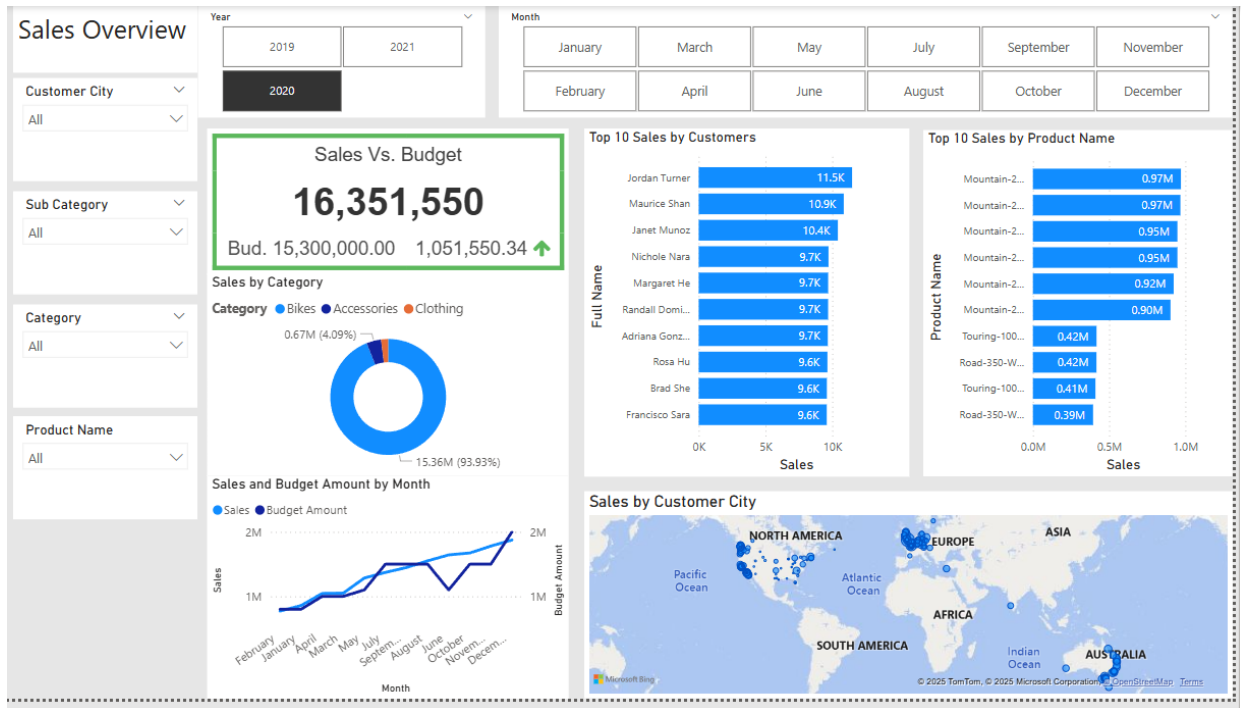 Sales Overview
Year
2019
2021
2020
Month
January
March
May
July
September
November
February
April
June
August
October
December
Customer City
All
Sub Category
All
Category
All
Product Name
All
Sales Vs. Budget
16,351,550
Bud. 15,300,000.00 1,051,550.34
Sales by Category
Category Bikes Accessories Clothing
0.67M (4.09%)
15.36M (93.93%)
Sales and Budget Amount by Month
Sales Budget Amount
2M
1M
Sales
2M
1M
Budget Amount
February
January
April
March
May
July
Septem...
August
June
October
Novem...
Decem...
Month
Top 10 Sales by Customers
Full Name
Jordan Turner 11.5K
Maurice Shan 10.9K
Janet Munoz 10.4K
Nichole Nara 9.7K
Margaret He 9.7K
Randall Domi... 9.7K
Adriana Gonz... 9.7K
Rosa Hu 9.6K
Brad She 9.6K
Francisco Sara 9.6K
0K 5K 10K
Sales
Top 10 Sales by Product Name
Product Name
Mountain-2... 0.97M
Mountain-2... 0.97M
Mountain-2... 0.95M
Mountain-2... 0.95M
Mountain-2... 0.92M
Mountain-2... 0.90M
Touring-100... 0.42M
Road-350-W... 0.42M
Touring-100... 0.41M
Road-350-W... 0.39M
0.0M 0.5M 1.0M
Sales
Sales by Customer City
NORTH AMERICA
EUROPE
ASIA
Pacific
Ocean
Atlantic
Ocean
AFRICA
SOUTH AMERICA
Indian
Ocean
AUSTRALIA
Microsoft Bing
© 2025 TomTom, © 2025 Microsoft Corporation, © OpenStreetMap Terms